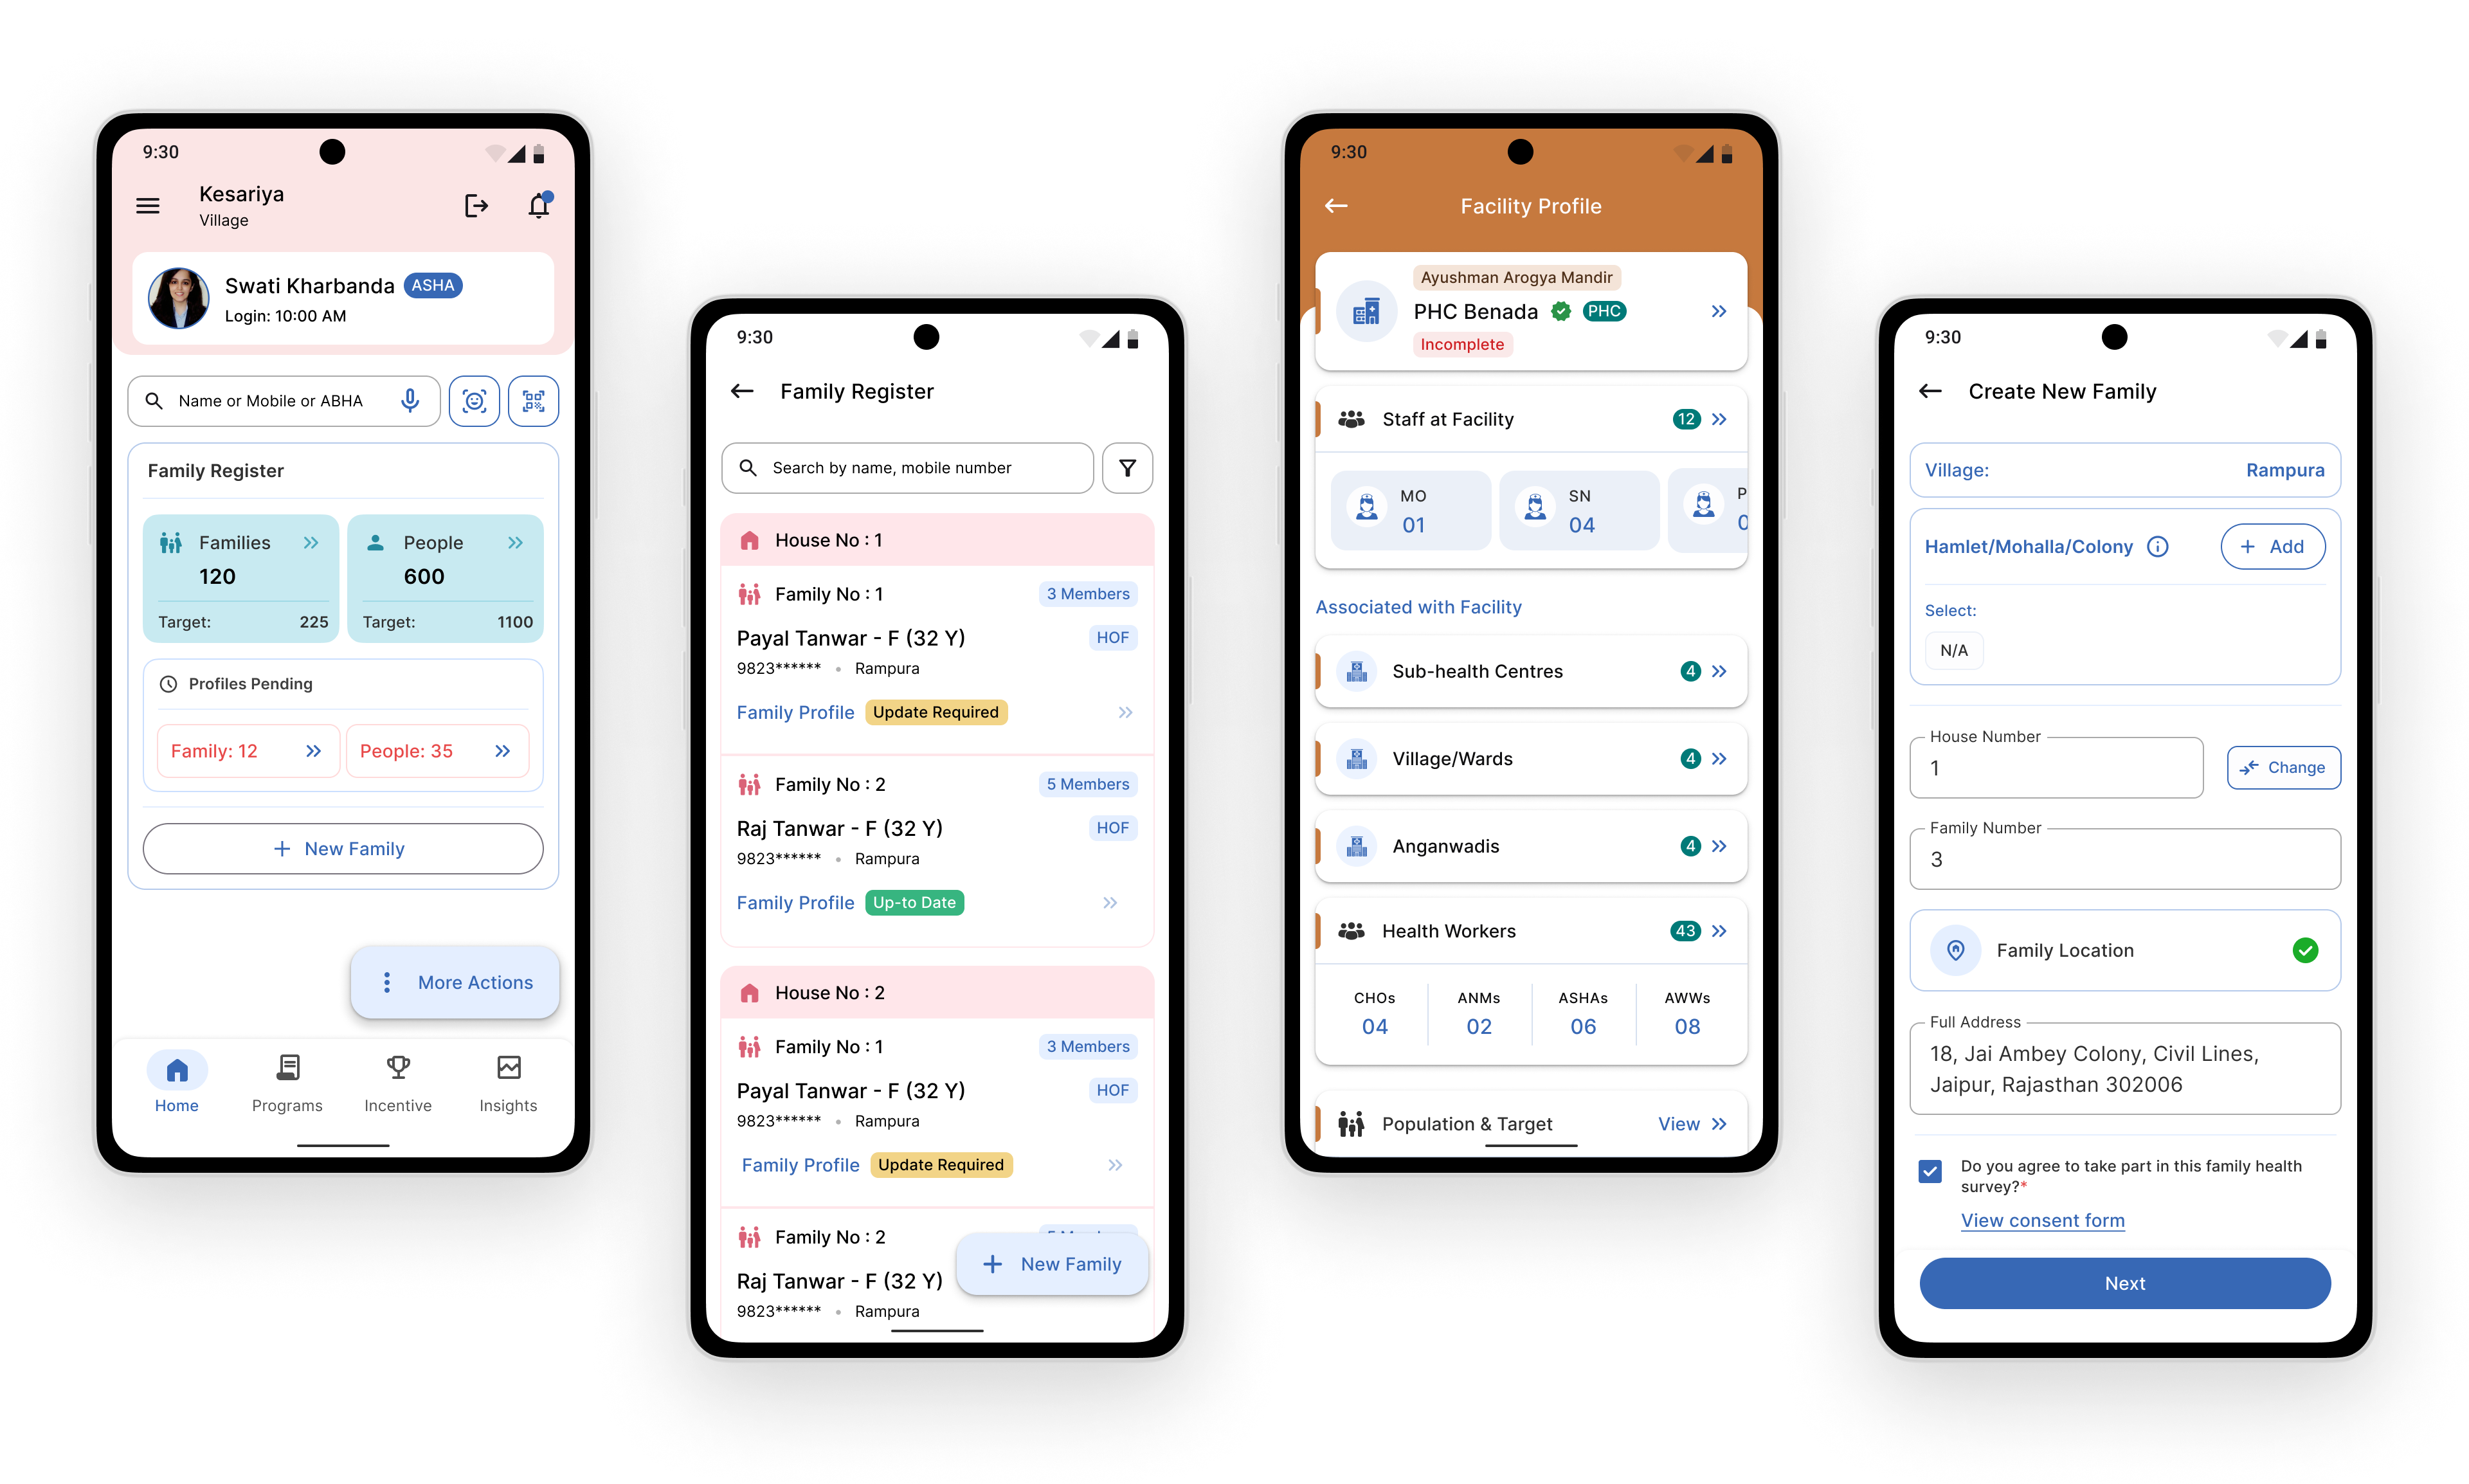 9:30
Kesariya
Village
Swati Kharbanda ASHA
Login: 10:00 AM
Name or Mobile or ABHA
Family Register
Families
120
Target: 225
People
600
Target: 1100
Profiles Pending
Family: 12
People: 35
+ New Family
More Actions
Home
Programs
Incentive
Insights
9:30
Family Register
Search by name, mobile number
House No : 1
Family No : 1 3 Members
Payal Tanwar - F (32 Y) HOF
9823****** • Rampura
Family Profile Update Required
Family No : 2 5 Members
Raj Tanwar - F (32 Y) HOF
9823****** • Rampura
Family Profile Up-to Date
House No : 2
Family No : 1 3 Members
Payal Tanwar - F (32 Y) HOF
9823****** • Rampura
Family Profile Update Required
Family No : 2
Raj Tanwar - F (32 Y)
9823****** • Rampura
+ New Family
9:30
Facility Profile
Ayushman Arogya Mandir
PHC Benada PHC
Incomplete
Staff at Facility 12
MO
01
SN
04
Associated with Facility
Sub-health Centres 4
Village/Wards 4
Anganwadis 4
Health Workers 43
CHOs
04
ANMs
02
ASHAs
06
AWWs
08
Population & Target View
9:30
Create New Family
Village: Rampura
Hamlet/Mohalla/Colony + Add
Select:
N/A
House Number
1
Change
Family Number
3
Family Location
Full Address
18, Jai Ambey Colony, Civil Lines,
Jaipur, Rajasthan 302006
Do you agree to take part in this family health
survey?*
View consent form
Next